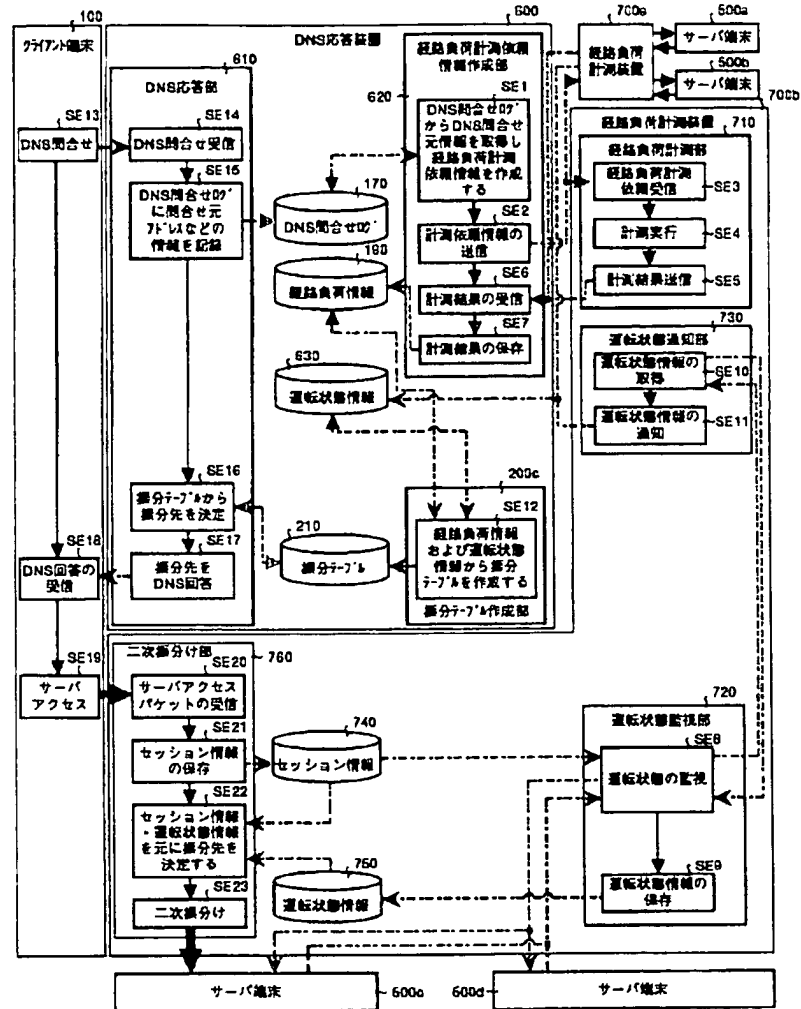 100
クライアント端末
SE13
DNS問合せ
SE18
DNS回答の
受信
SE19
サーバ
アクセス
600
DNS応答装置
610
DNS応答部
SE14
DNS問合せ受信
SE15
DNS問合せログ
に問合せ元
アドレスなどの
情報を記録
SE16
振分テーブルから
振分先を決定
SE17
振分先を
DNS回答
170
DNS問合せログ
180
経路負荷情報
630
運転状態情報
210
振分テーブル
経路負荷計測依頼
情報作成部
620
SE1
DNS問合せログ
からDNS問合せ
元情報を取得し
経路負荷計測
依頼情報を作成
する
SE2
計測依頼情報の
送信
SE6
計測結果の受信
SE7
計測結果の保存
200c
SE12
経路負荷情報
および運転状態
情報から振分
テーブルを作成する
振分テーブル作成部
700a
経路負荷
計測装置
500a
サーバ端末
500b
サーバ端末
700b
経路負荷計測装置
710
経路負荷計測部
経路負荷計測
依頼受信
SE3
計測実行
SE4
計測結果送信
SE5
730
運転状態通知部
運転状態情報の
取得
SE10
運転状態情報の
通知
SE11
二次振分け部
760
SE20
サーバアクセス
パケットの受信
SE21
セッション情報
の保存
SE22
セッション情報
・運転状態情報
を元に振分先を
決定する
SE23
二次振分け
740
セッション情報
750
運転状態情報
720
運転状態監視部
SE8
運転状態の監視
SE9
運転状態情報の
保存
サーバ端末
サーバ端末